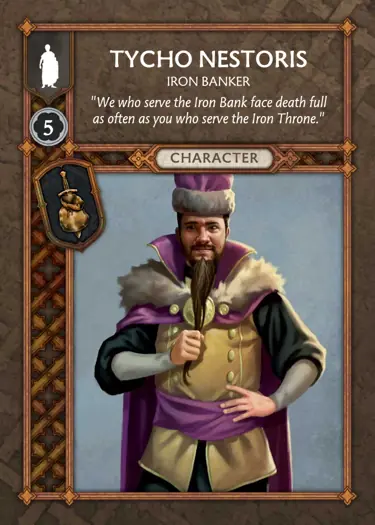 TYCHO NESTORIS
IRON BANKER
"We who serve the Iron Bank face death full
as often as you who serve the Iron Throne."
5
CHARACTER